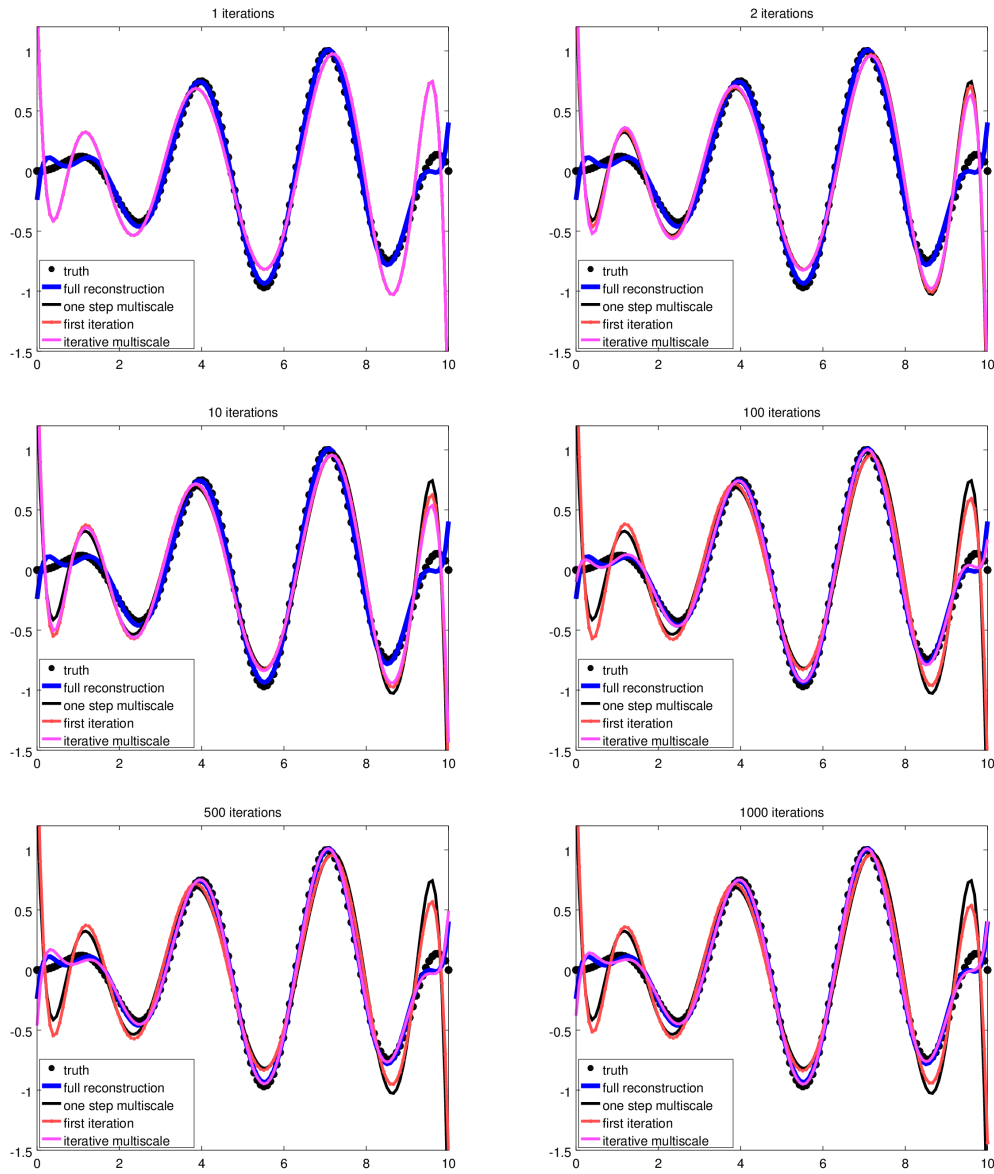 1 iterations
1
0.5
0
-0.5
-1
-1.5
truth
full reconstruction
one step multiscale
first iteration
iterative multiscale
0 2 4 6 8 10
2 iterations
1
0.5
0
-0.5
-1
-1.5
truth
full reconstruction
one step multiscale
first iteration
iterative multiscale
0 2 4 6 8 10
10 iterations
1
0.5
0
-0.5
-1
-1.5
truth
full reconstruction
one step multiscale
first iteration
iterative multiscale
0 2 4 6 8 10
100 iterations
1
0.5
0
-0.5
-1
-1.5
truth
full reconstruction
one step multiscale
first iteration
iterative multiscale
0 2 4 6 8 10
500 iterations
1
0.5
0
-0.5
-1
-1.5
truth
full reconstruction
one step multiscale
first iteration
iterative multiscale
0 2 4 6 8 10
1000 iterations
1
0.5
0
-0.5
-1
-1.5
truth
full reconstruction
one step multiscale
first iteration
iterative multiscale
0 2 4 6 8 10